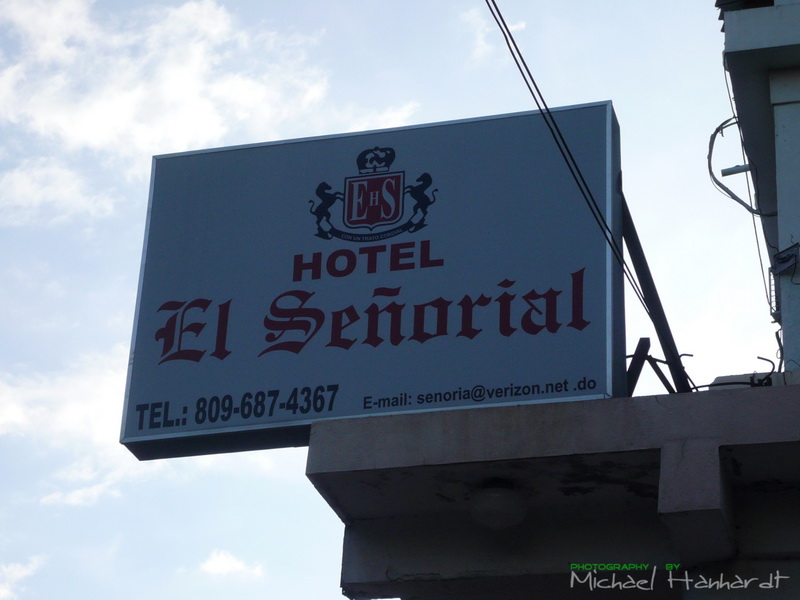 EHS
HOTEL
El Señorial
TEL.: 809-687-4367 E-mail: senoria@verizon.net .do
PHOTOGRAPHY BY
Michael Hanhardt